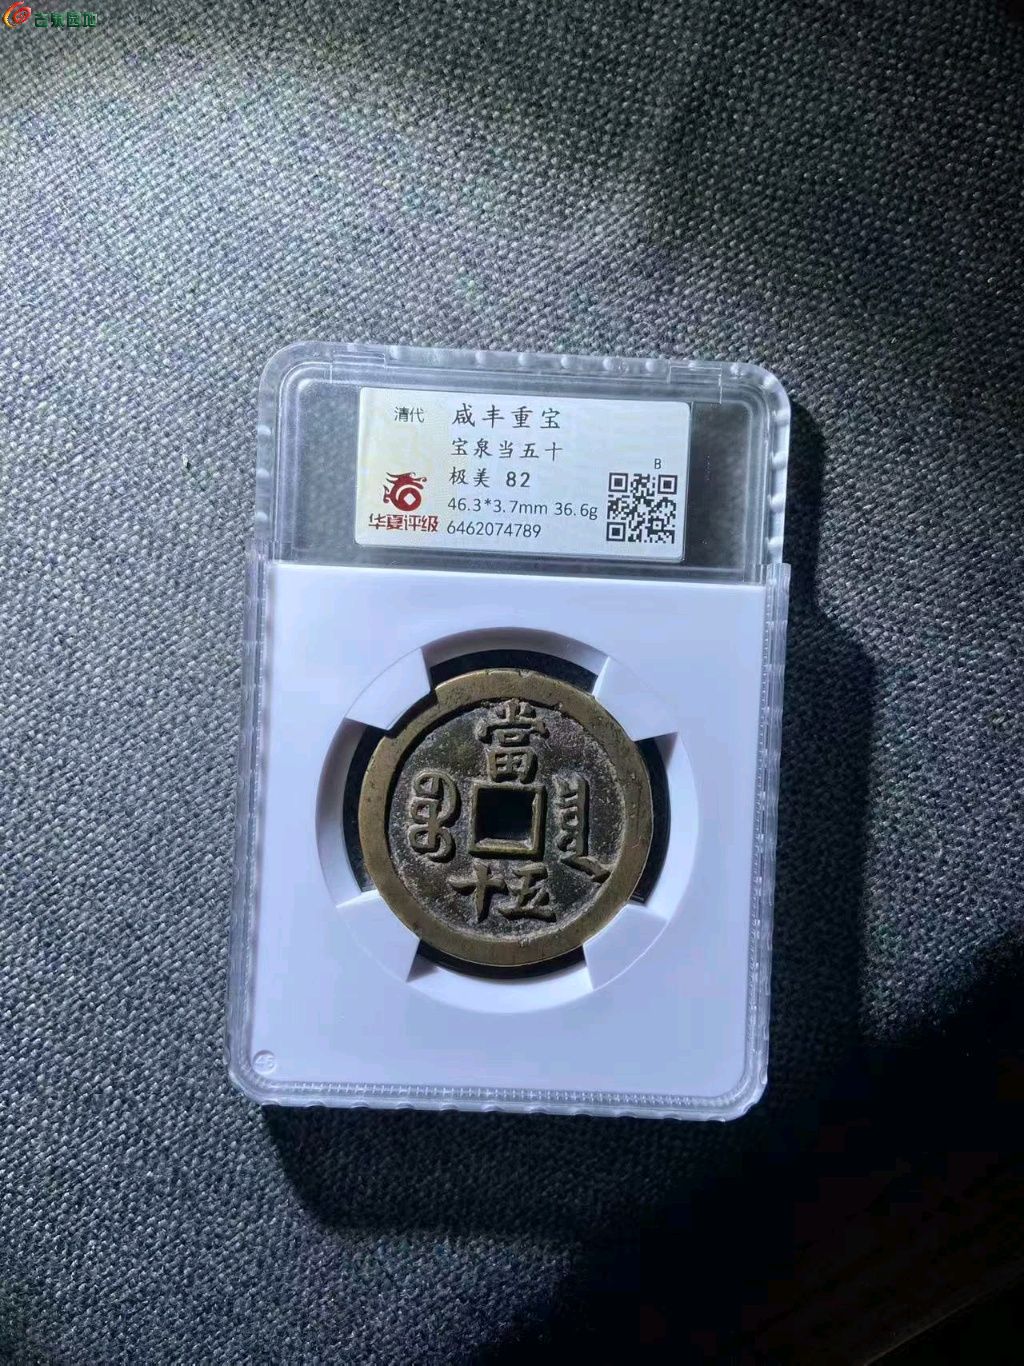 古泉园地
清代 咸丰重宝
宝泉当五十
极美 82
46.3*3.7mm 36.6g
6462074789
华夏评级
B
當
五十
45